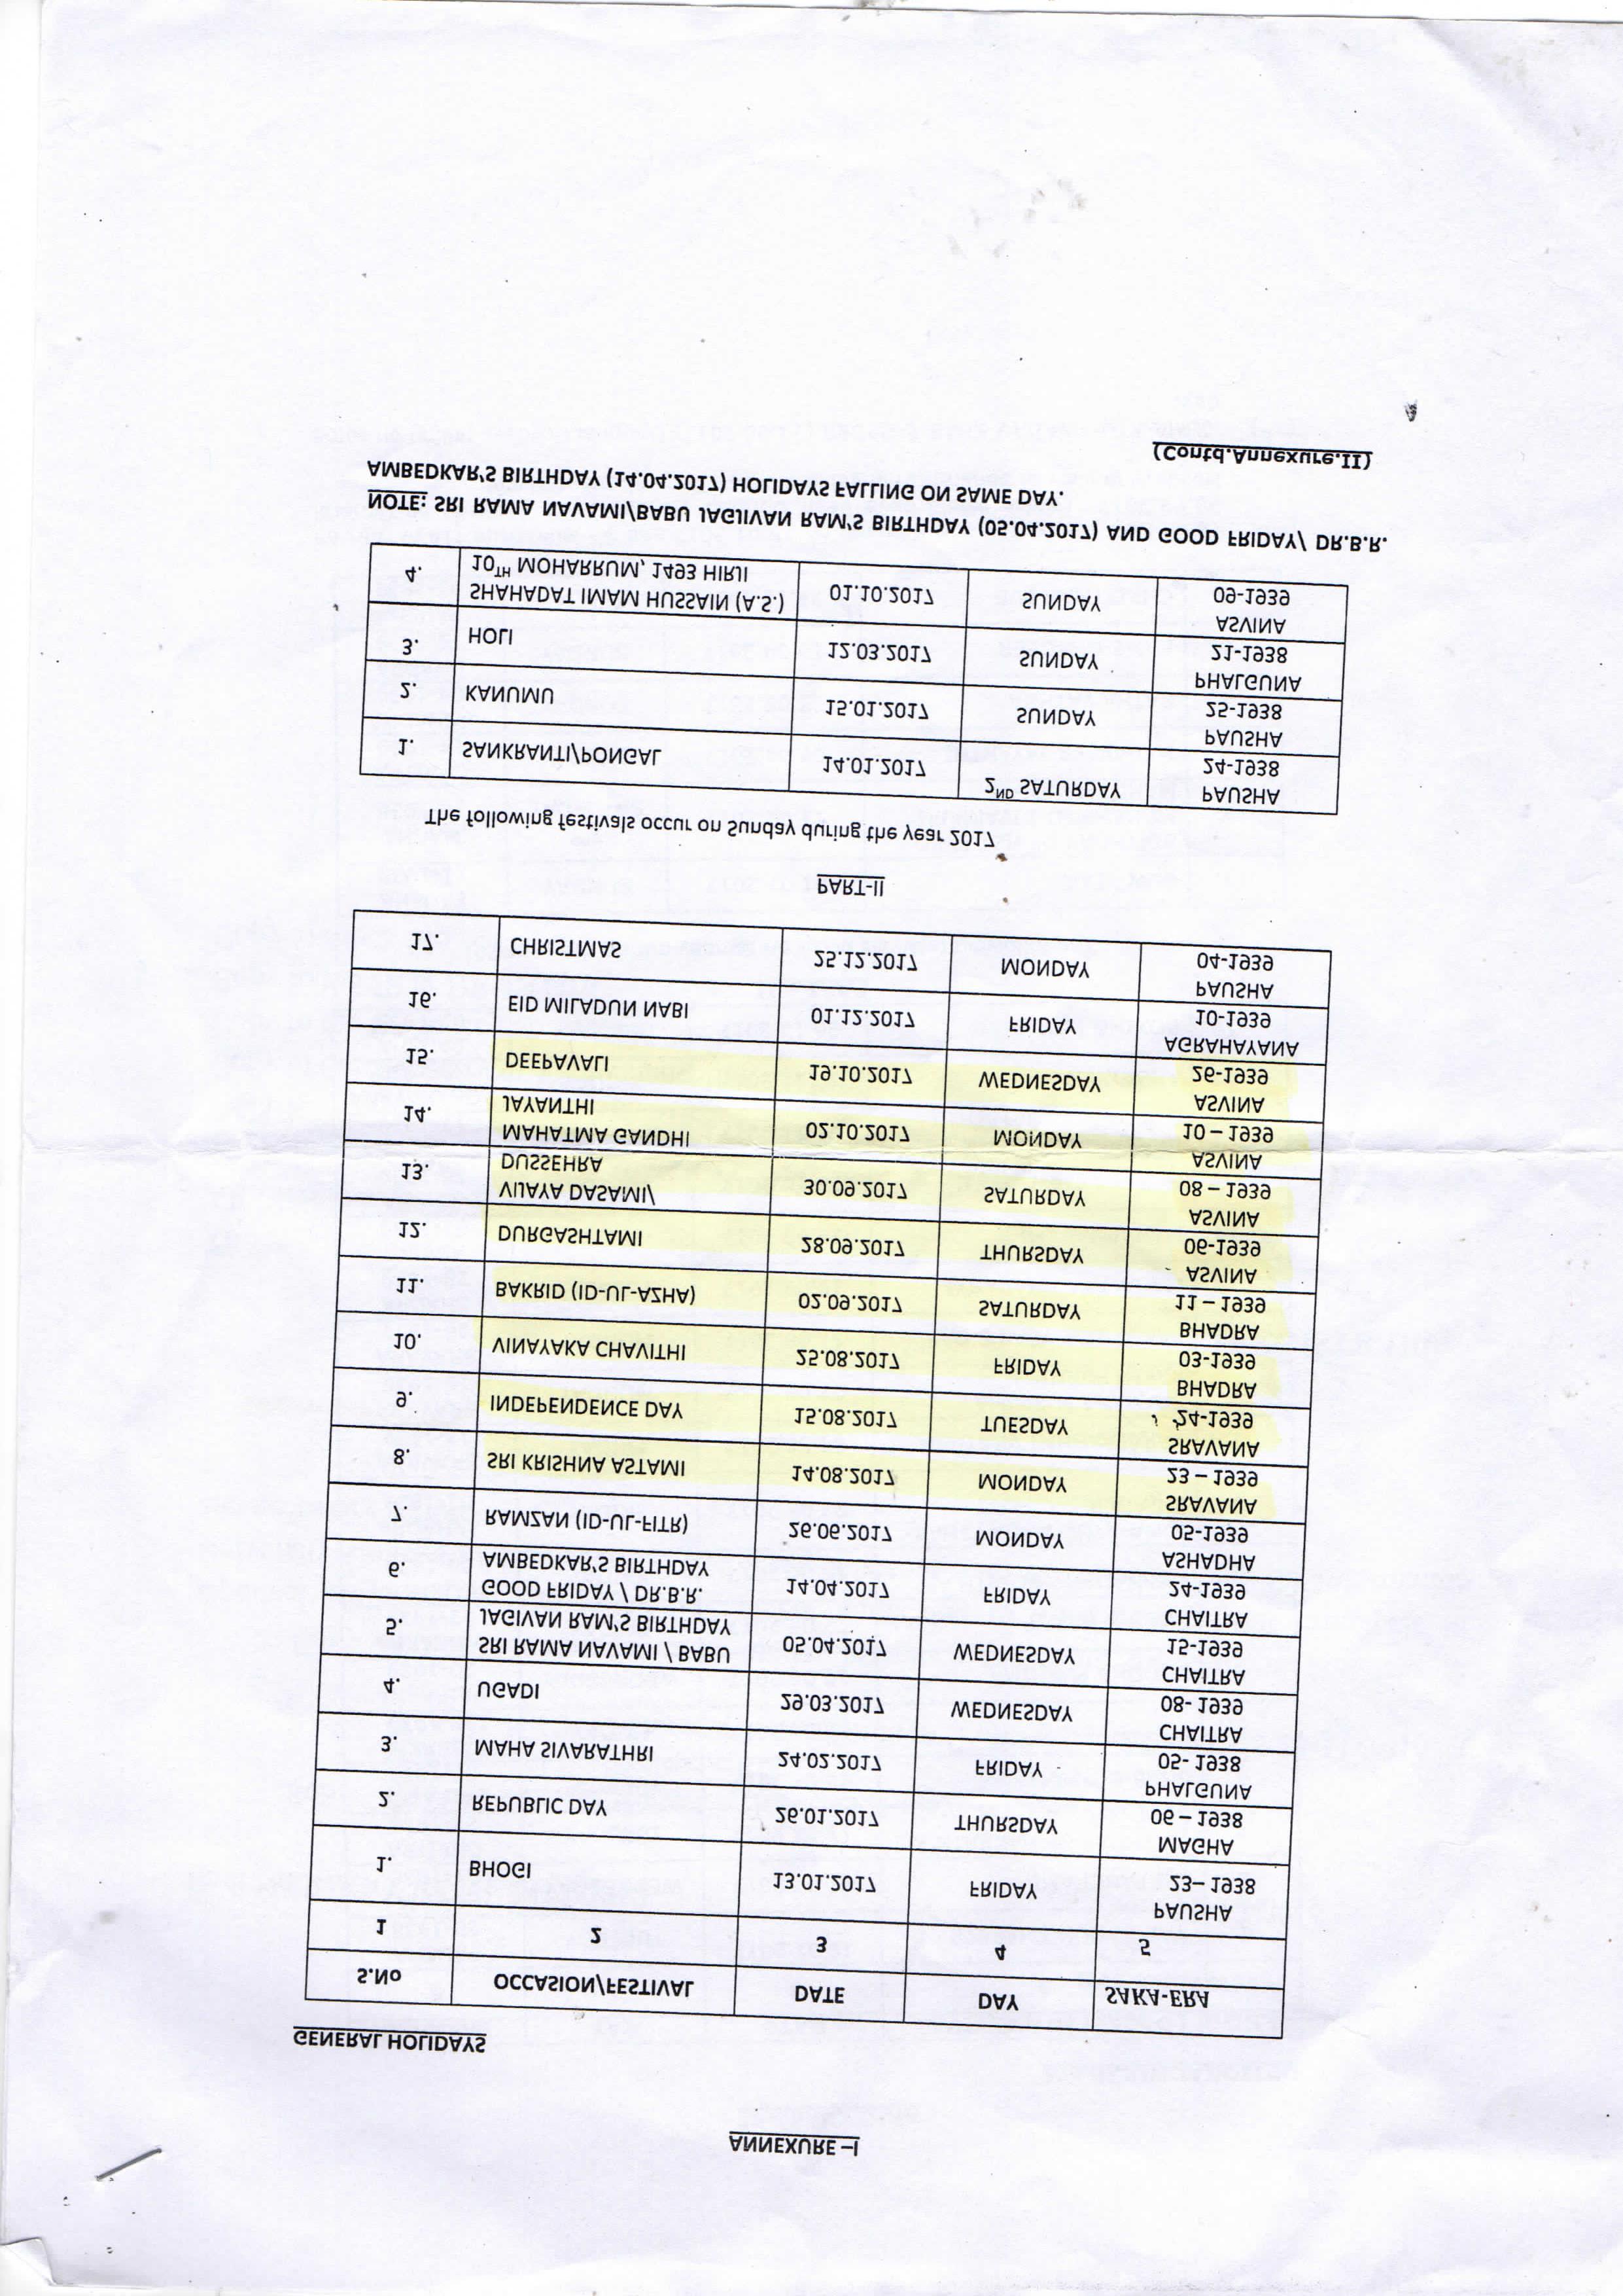 ANNEXURE –I
GENERAL HOLIDAYS
S.No OCCASION/FESTIVAL DATE DAY SAKA-ERA
1 2 3 4 5
1. BHOGI 13.01.2017 FRIDAY PAUSHA
23– 1938
2. REPUBLIC DAY 26.01.2017 THURSDAY MAGHA
06 – 1938
3. MAHA SIVARATHRI 24.02.2017 FRIDAY PHALGUNA
05- 1938
4. UGADI 29.03.2017 WEDNESDAY CHAITRA
08- 1939
5. SRI RAMA NAVAMI / BABU 05.04.2017 WEDNESDAY CHAITRA
JAGIVAN RAM'S BIRTHDAY 15-1939
6. GOOD FRIDAY / DR.B.R. 14.04.2017 FRIDAY CHAITRA
AMBEDKAR'S BIRTHDAY 24-1939
7. RAMZAN (ID-UL-FITR) 26.06.2017 MONDAY ASHADHA
05-1939
8. SRI KRISHNA ASTAMI 14.08.2017 MONDAY SRAVANA
23 – 1939
9. INDEPENDENCE DAY 15.08.2017 TUESDAY SRAVANA
24-1939
10. VINAYAKA CHAVITHI 25.08.2017 FRIDAY BHADRA
03-1939
11. BAKRID (ID-UL-AZHA) 02.09.2017 SATURDAY BHADRA
11 – 1939
12. DURGASHTAMI 28.09.2017 THURSDAY ASVINA
06-1939
13. VIJAYA DASAMI/ 30.09.2017 SATURDAY ASVINA
DUSSEHRA 08 – 1939
14. MAHATMA GANDHI 02.10.2017 MONDAY ASVINA
JAYANTHI 10 – 1939
15. DEEPAVALI 19.10.2017 WEDNESDAY ASVINA
26-1939
16. EID MILADUN NABI 01.12.2017 FRIDAY AGRAHAYANA
10-1939
17. CHRISTMAS 25.12.2017 MONDAY PAUSHA
04-1939
PART-II
The following festivals occur on Sunday during the year 2017
1. SANKRANTI/PONGAL 14.01.2017 2ND SATURDAY PAUSHA
24-1938
2. KANUMU 15.01.2017 SUNDAY PAUSHA
25-1938
3. HOLI 12.03.2017 SUNDAY PHALGUNA
21-1938
4. SHAHADAT IMAM HUSSAIN (A.S.) 01.10.2017 SUNDAY ASVINA
10TH MOHARRUM, 1493 HIRJI 09-1939
NOTE: SRI RAMA NAVAMI/BABU JAGJIVAN RAM'S BIRTHDAY (05.04.2017) AND GOOD FRIDAY/ DR.B.R.
AMBEDKAR'S BIRTHDAY (14.04.2017) HOLIDAYS FALLING ON SAME DAY.
(Contd.Annexure.II)